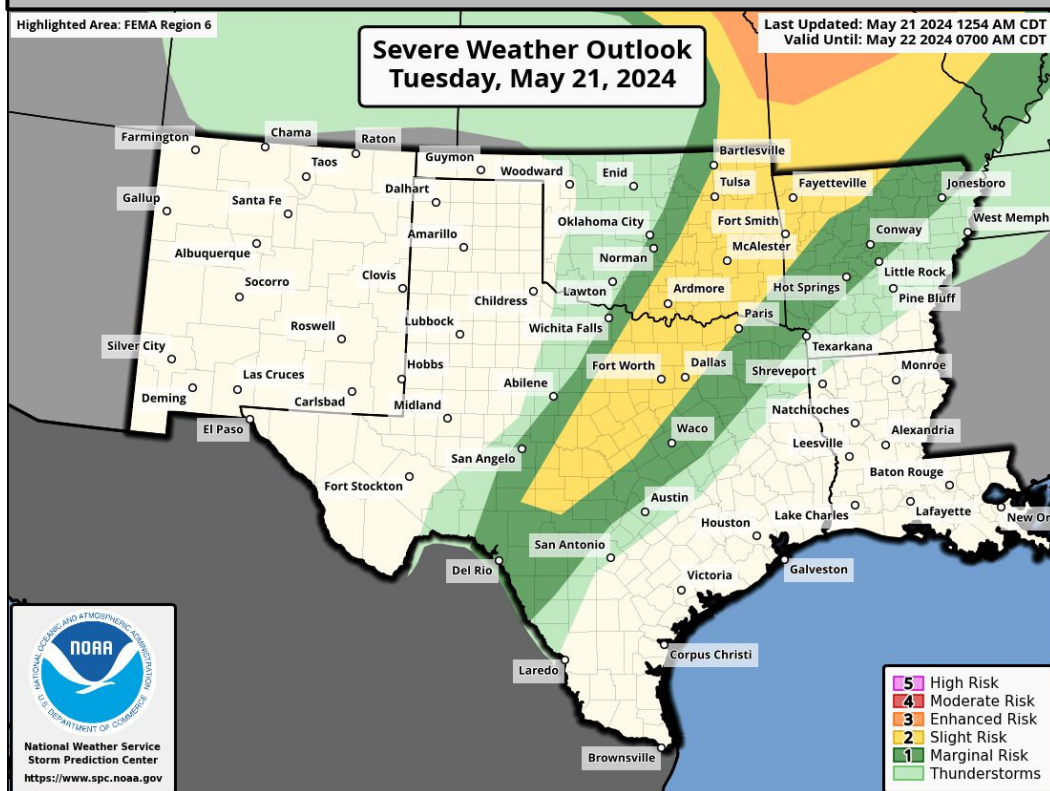 Highlighted Area: FEMA Region 6
Severe Weather Outlook
Tuesday, May 21, 2024
Last Updated: May 21 2024 1254 AM CDT
Valid Until: May 22 2024 0700 AM CDT
Farmington
Chama
Raton
Taos
Guymon
Woodward
Enid
Bartlesville
Tulsa
Fayetteville
Jonesboro
Gallup
Santa Fe
Dalhart
Oklahoma City
Fort Smith
Conway
West Memph
Albuquerque
Amarillo
Norman
McAlester
Socorro
Clovis
Childress
Lawton
Ardmore
Hot Springs
Little Rock
Pine Bluff
Roswell
Lubbock
Wichita Falls
Paris
Texarkana
Silver City
Las Cruces
Hobbs
Abilene
Fort Worth
Dallas
Shreveport
Monroe
Deming
Carlsbad
Midland
Natchitoches
El Paso
Waco
Leesville
Alexandria
San Angelo
Fort Stockton
Austin
Baton Rouge
Houston
Lake Charles
Lafayette
New Or
San Antonio
Del Rio
Galveston
Victoria
Laredo
Corpus Christi
Brownsville
NATIONAL OCEANIC AND ATMOSPHERIC ADMINISTRATION
NOAA
U.S. DEPARTMENT OF COMMERCE
National Weather Service
Storm Prediction Center
https://www.spc.noaa.gov
5 High Risk
4 Moderate Risk
3 Enhanced Risk
2 Slight Risk
1 Marginal Risk
Thunderstorms